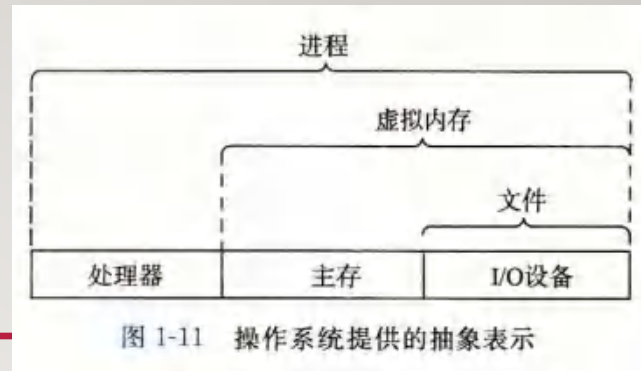 进程
虚拟内存
文件
处理器 主存 I/O设备
图 1-11 操作系统提供的抽象表示